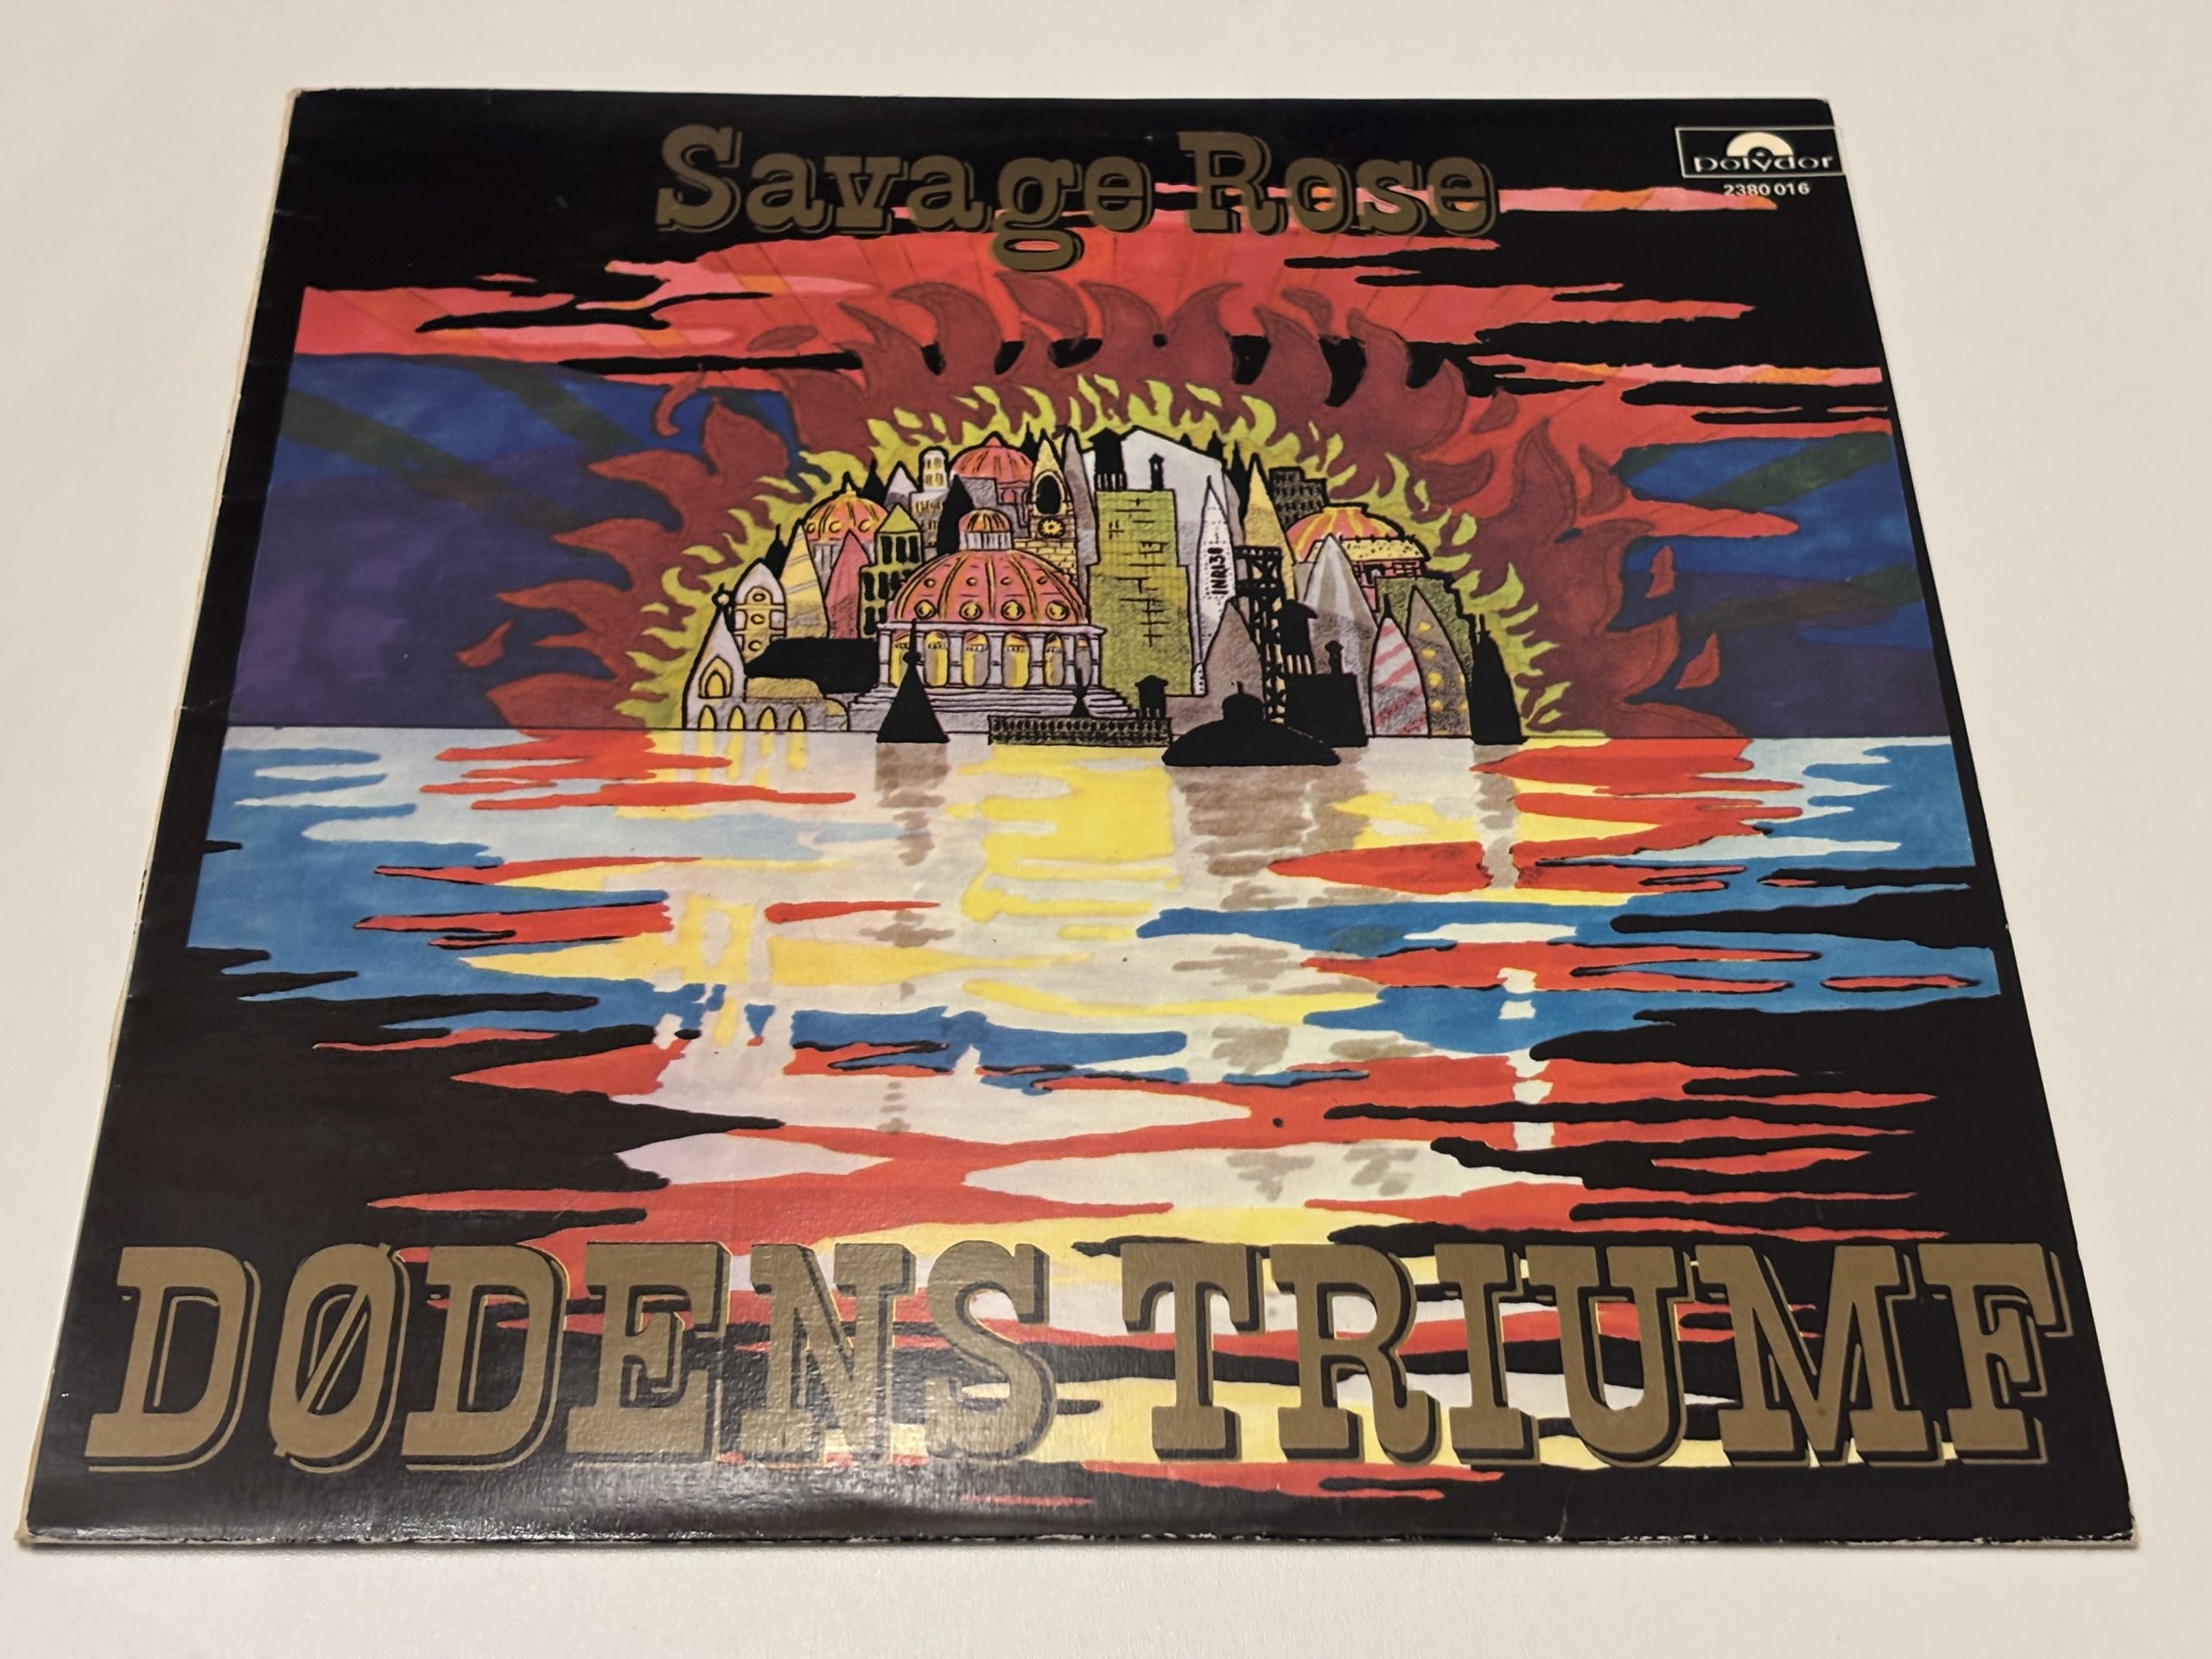 Savage Rose
polydor
2380 016
DØDENS TRIUMF